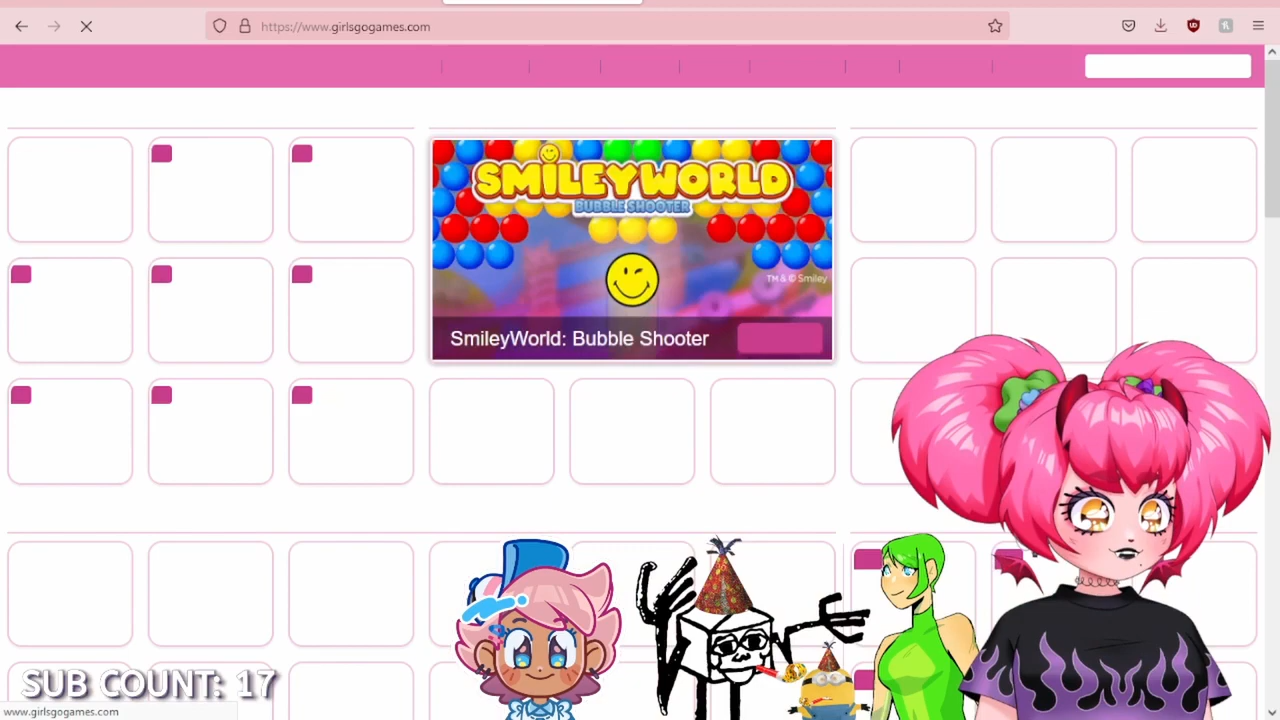 https://www.girlsgogames.com
SMILEYWORLD
BUBBLE SHOOTER
TM & © Smiley
SmileyWorld: Bubble Shooter
SUB COUNT: 17
www.girlsgogames.com